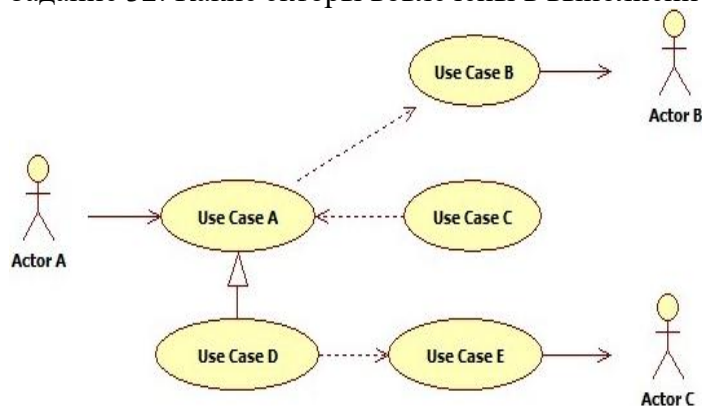 Use Case B
Actor B
Use Case A
Use Case C
Actor A
Use Case D
Use Case E
Actor C